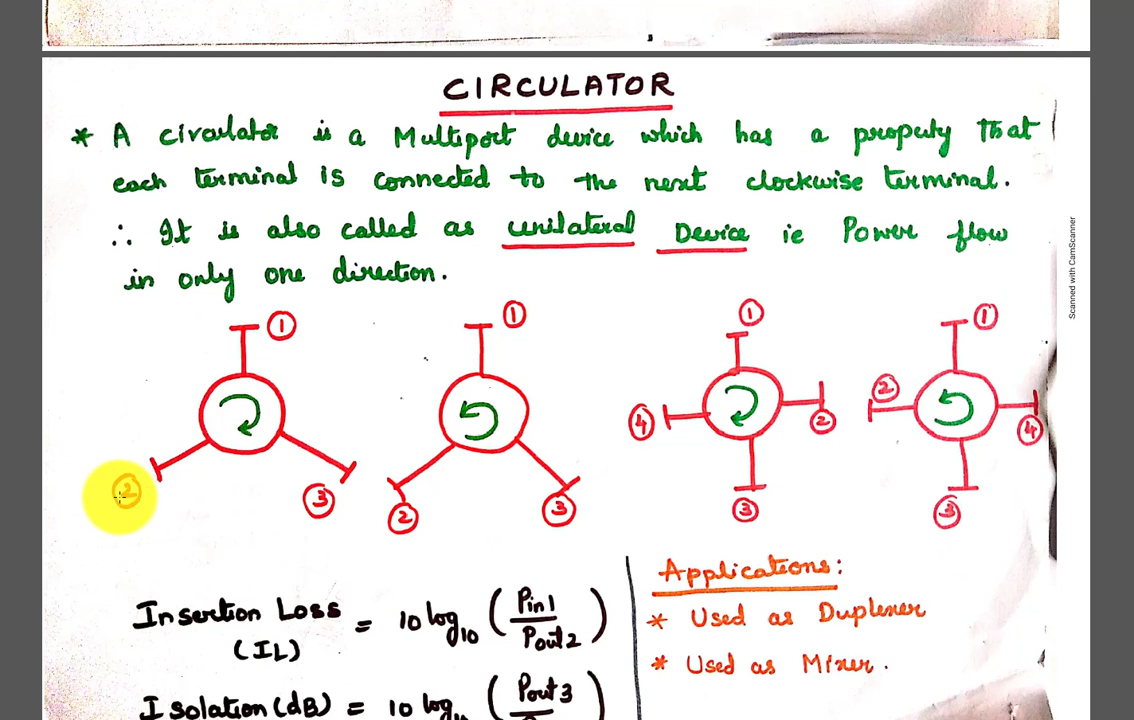 CIRCULATOR
* A circulator is a Multiport device which has a property that
each terminal is connected to the next clockwise terminal.
∴ It is also called as unilateral Device ie Power flow
in only one direction.
① ① ① ①
② ③ ② ③ ④ ② ③ ② ④ ③
Applications:
Insertion Loss = 10 log10 (Pin1/Pout2)
(IL)
* Used as Duplexer
* Used as Mixer.
Isolation (dB) = 10 log10 (Pout3
Scanned with CamScanner